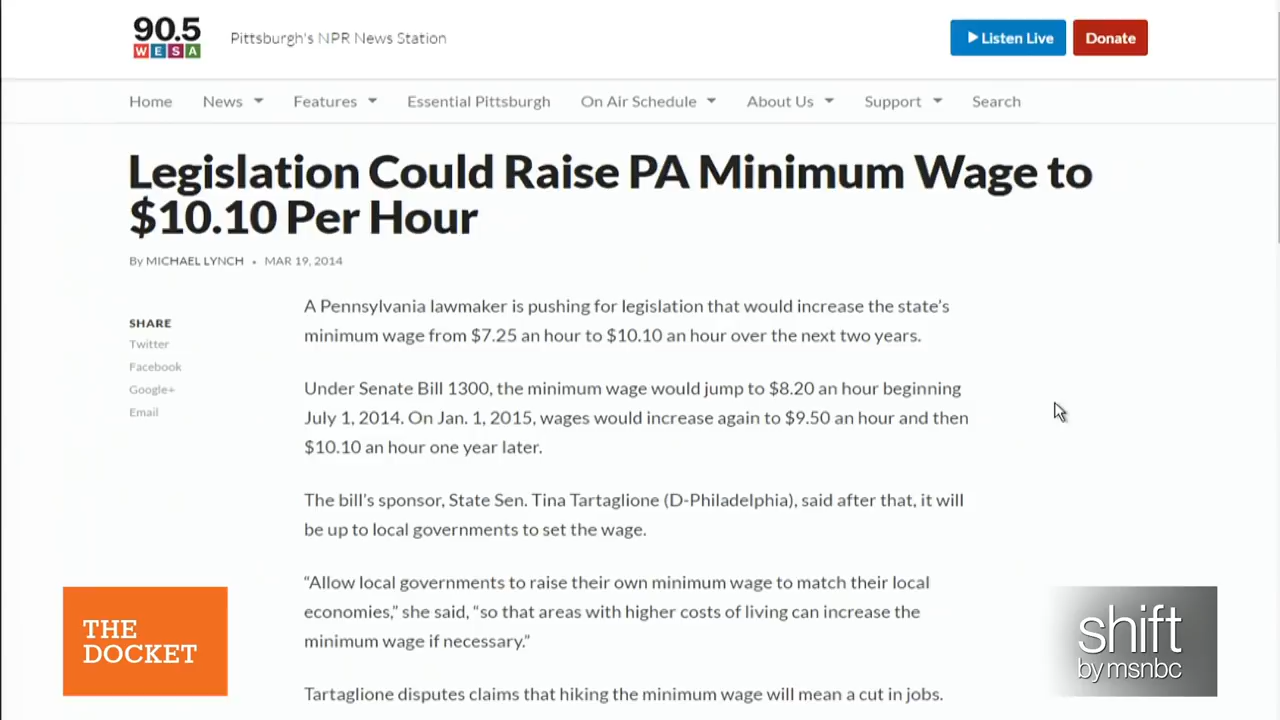 90.5
WESA
Pittsburgh's NPR News Station
Listen Live
Donate
Home
News
Features
Essential Pittsburgh
On Air Schedule
About Us
Support
Search
Legislation Could Raise PA Minimum Wage to
$10.10 Per Hour
By MICHAEL LYNCH • MAR 19, 2014
SHARE
Twitter
Facebook
Google+
Email
A Pennsylvania lawmaker is pushing for legislation that would increase the state’s
minimum wage from $7.25 an hour to $10.10 an hour over the next two years.
Under Senate Bill 1300, the minimum wage would jump to $8.20 an hour beginning
July 1, 2014. On Jan. 1, 2015, wages would increase again to $9.50 an hour and then
$10.10 an hour one year later.
The bill’s sponsor, State Sen. Tina Tartaglione (D-Philadelphia), said after that, it will
be up to local governments to set the wage.
“Allow local governments to raise their own minimum wage to match their local
economies,” she said, “so that areas with higher costs of living can increase the
minimum wage if necessary.”
Tartaglione disputes claims that hiking the minimum wage will mean a cut in jobs.
THE
DOCKET
shift
by msnbc